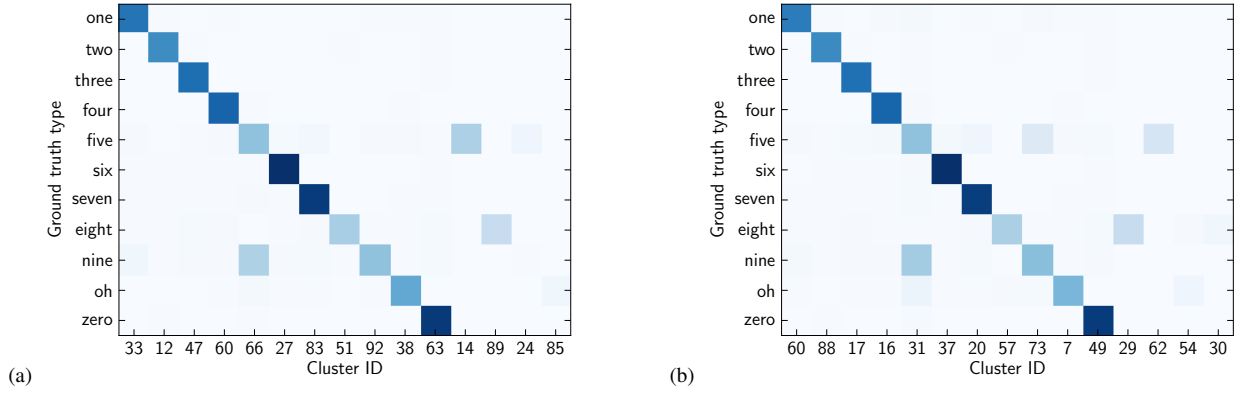 one
two
three
four
five
six
seven
eight
nine
oh
zero
Ground truth type
33 12 47 60 66 27 83 51 92 38 63 14 89 24 85
Cluster ID
(a)
one
two
three
four
five
six
seven
eight
nine
oh
zero
Ground truth type
60 88 17 16 31 37 20 57 73 7 49 29 62 54 30
Cluster ID
(b)